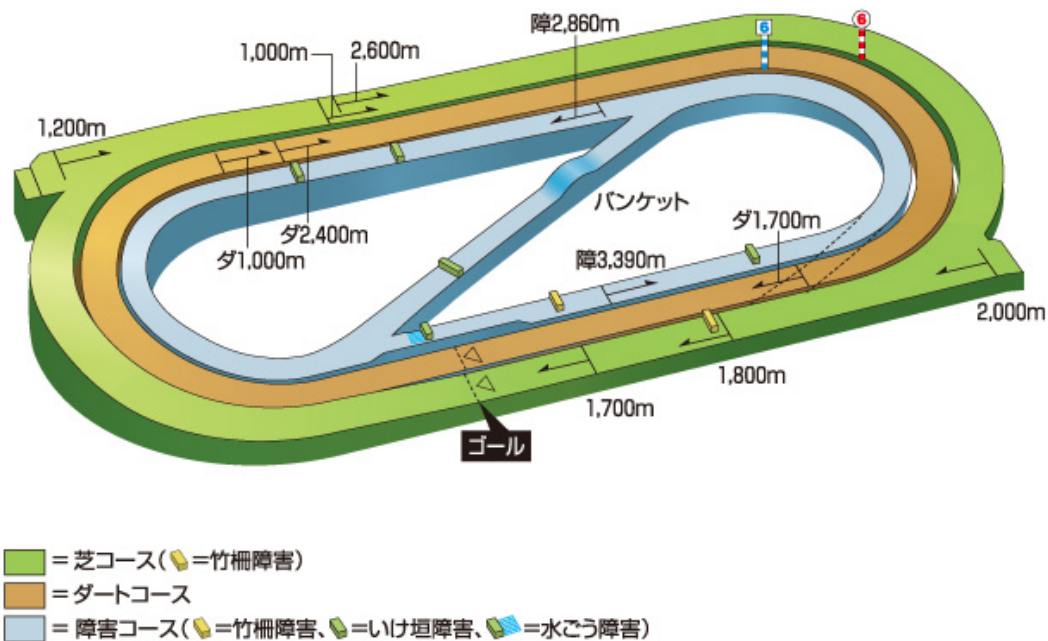 障2,860m
6
6
1,000m
2,600m
1,200m
バンケット
ダ1,700m
ダ2,400m
ダ1,000m
障3,390m
2,000m
1,800m
1,700m
ゴール
= 芝コース(=竹柵障害)
= ダートコース
= 障害コース(=竹柵障害、=いけ垣障害、=水ごう障害)